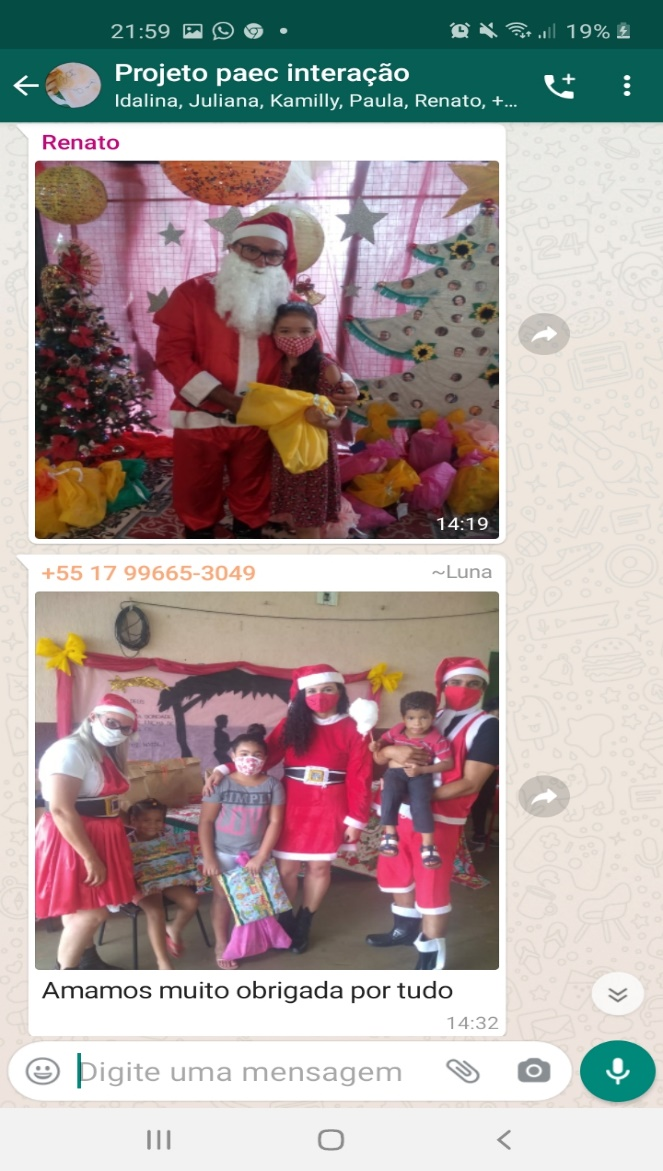 21:59
19%
Projeto paec interação
Idalina, Juliana, Kamilly, Paula, Renato, +...
Renato
14:19
+55 17 99665-3049 ~Luna
SIMPL
Amamos muito obrigada por tudo
14:32
Digite uma mensagem